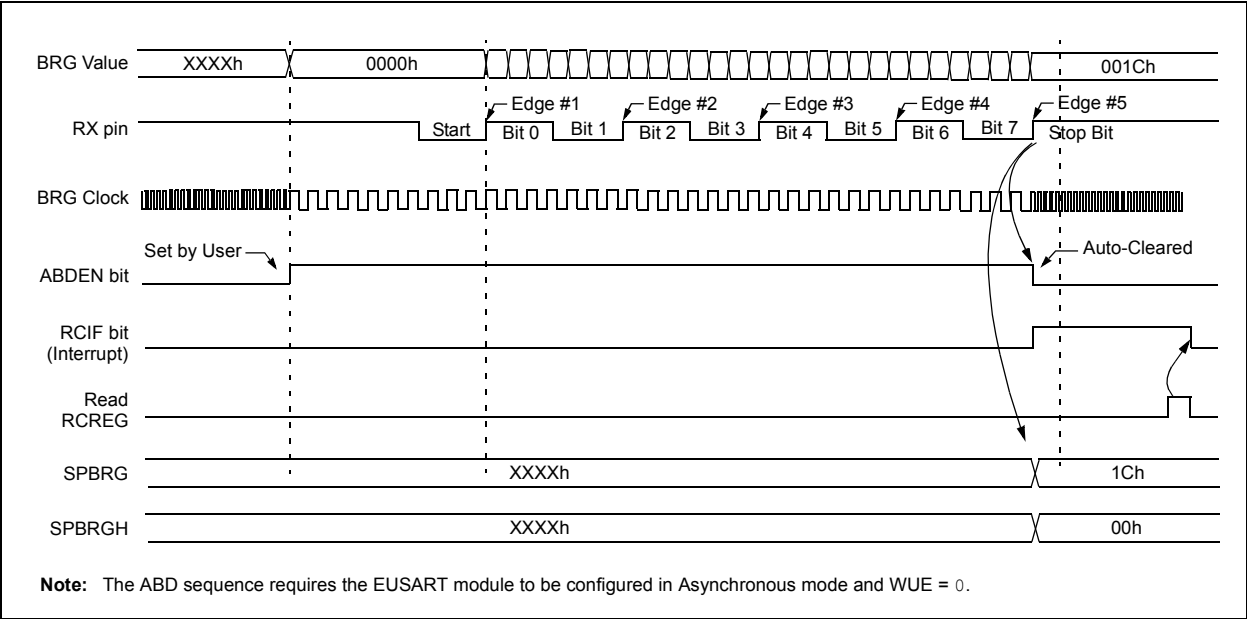 BRG Value XXXXh 0000h 001Ch
Edge #1 Edge #2 Edge #3 Edge #4 Edge #5
RX pin Start Bit 0 Bit 1 Bit 2 Bit 3 Bit 4 Bit 5 Bit 6 Bit 7 Stop Bit
BRG Clock
Set by User Auto-Cleared
ABDEN bit
RCIF bit
(Interrupt)
Read
RCREG
SPBRG XXXXh 1Ch
SPBRGH XXXXh 00h
Note: The ABD sequence requires the EUSART module to be configured in Asynchronous mode and WUE = 0.